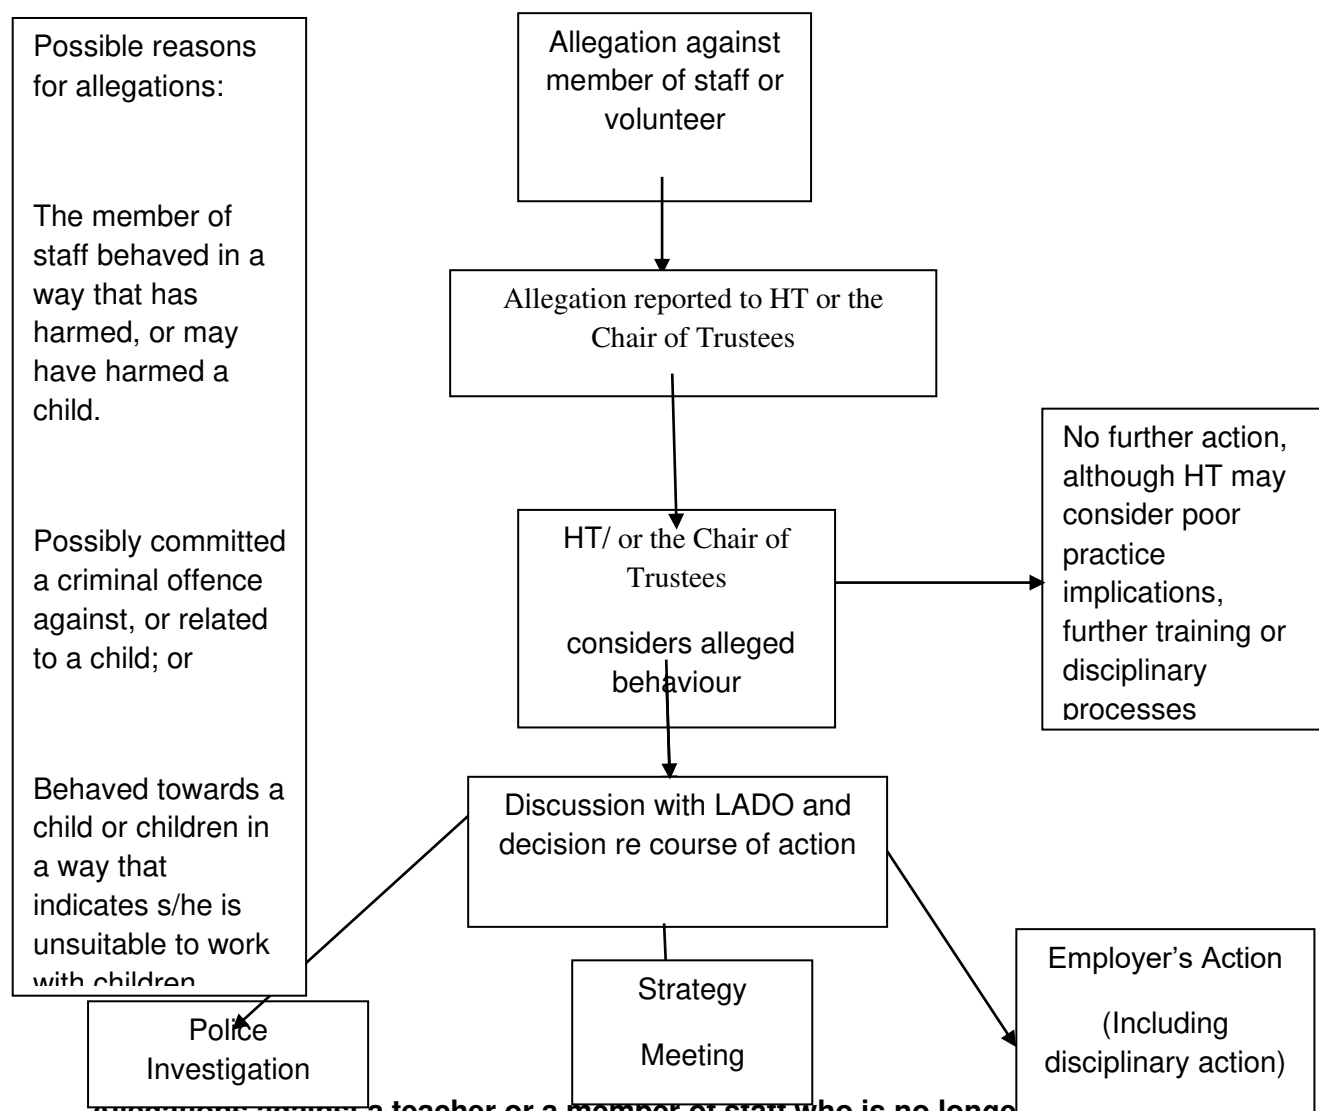 Possible reasons
for allegations:
The member of
staff behaved in a
way that has
harmed, or may
have harmed a
child.
Possibly committed
a criminal offence
against, or related
to a child; or
Behaved towards a
child or children in
a way that
indicates s/he is
unsuitable to work
with children
Allegation against
member of staff or
volunteer
Allegation reported to HT or the
Chair of Trustees
HT/ or the Chair of
Trustees
considers alleged
behaviour
No further action,
although HT may
consider poor
practice
implications,
further training or
disciplinary
processes
Discussion with LADO and
decision re course of action
Police
Investigation
Strategy
Meeting
Employer's Action
(Including
disciplinary action)
Allegations against a teacher or a member of staff who is no longe